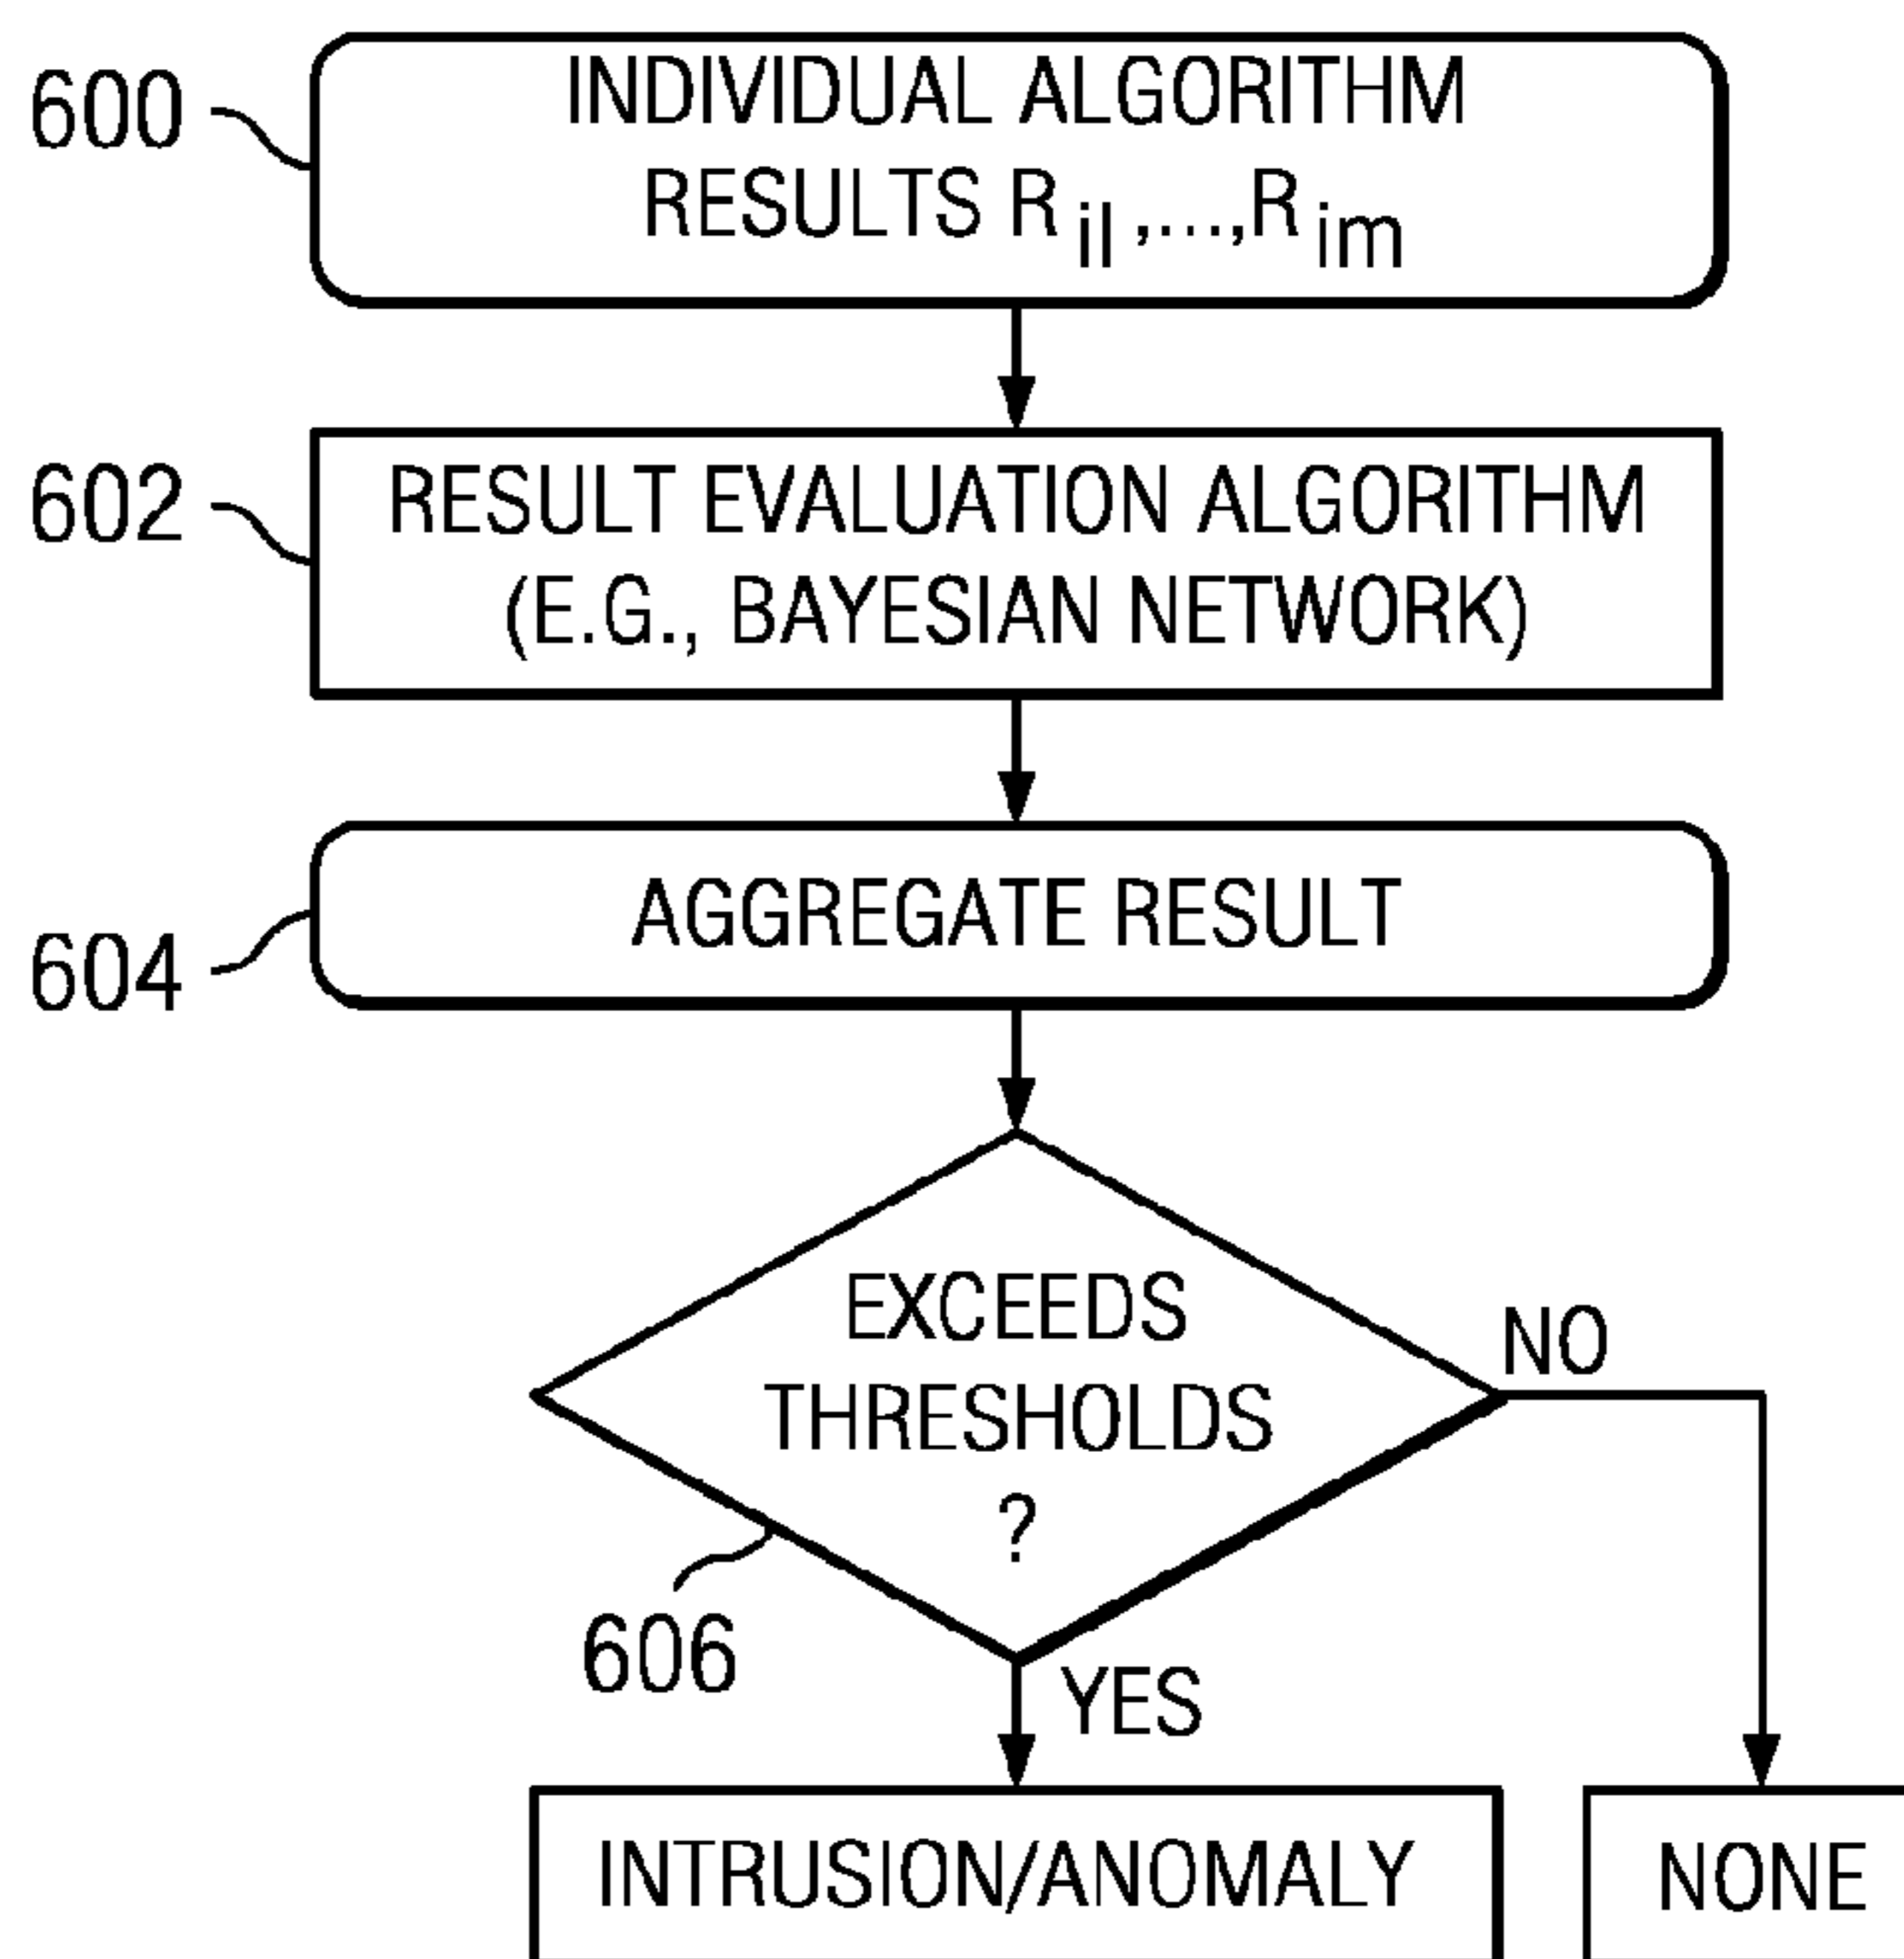 600
INDIVIDUAL ALGORITHM
RESULTS R il ,...,R im
602
RESULT EVALUATION ALGORITHM
(E.G., BAYESIAN NETWORK)
604
AGGREGATE RESULT
EXCEEDS
THRESHOLDS
?
NO
606
YES
INTRUSION/ANOMALY
NONE